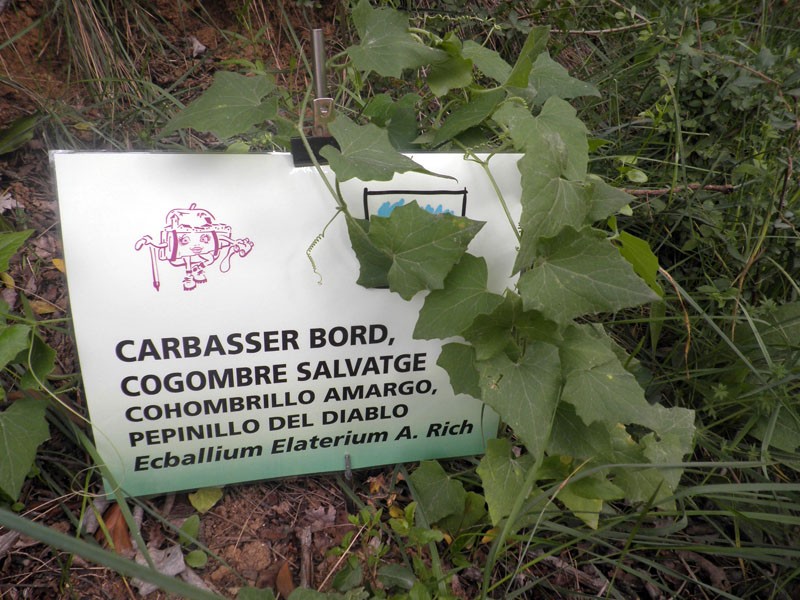 CARBASSER BORD,
COGOMBRE SALVATGE
COHOMBRILLO AMARGO,
PEPINILLO DEL DIABLO
Ecballium Elaterium A. Rich